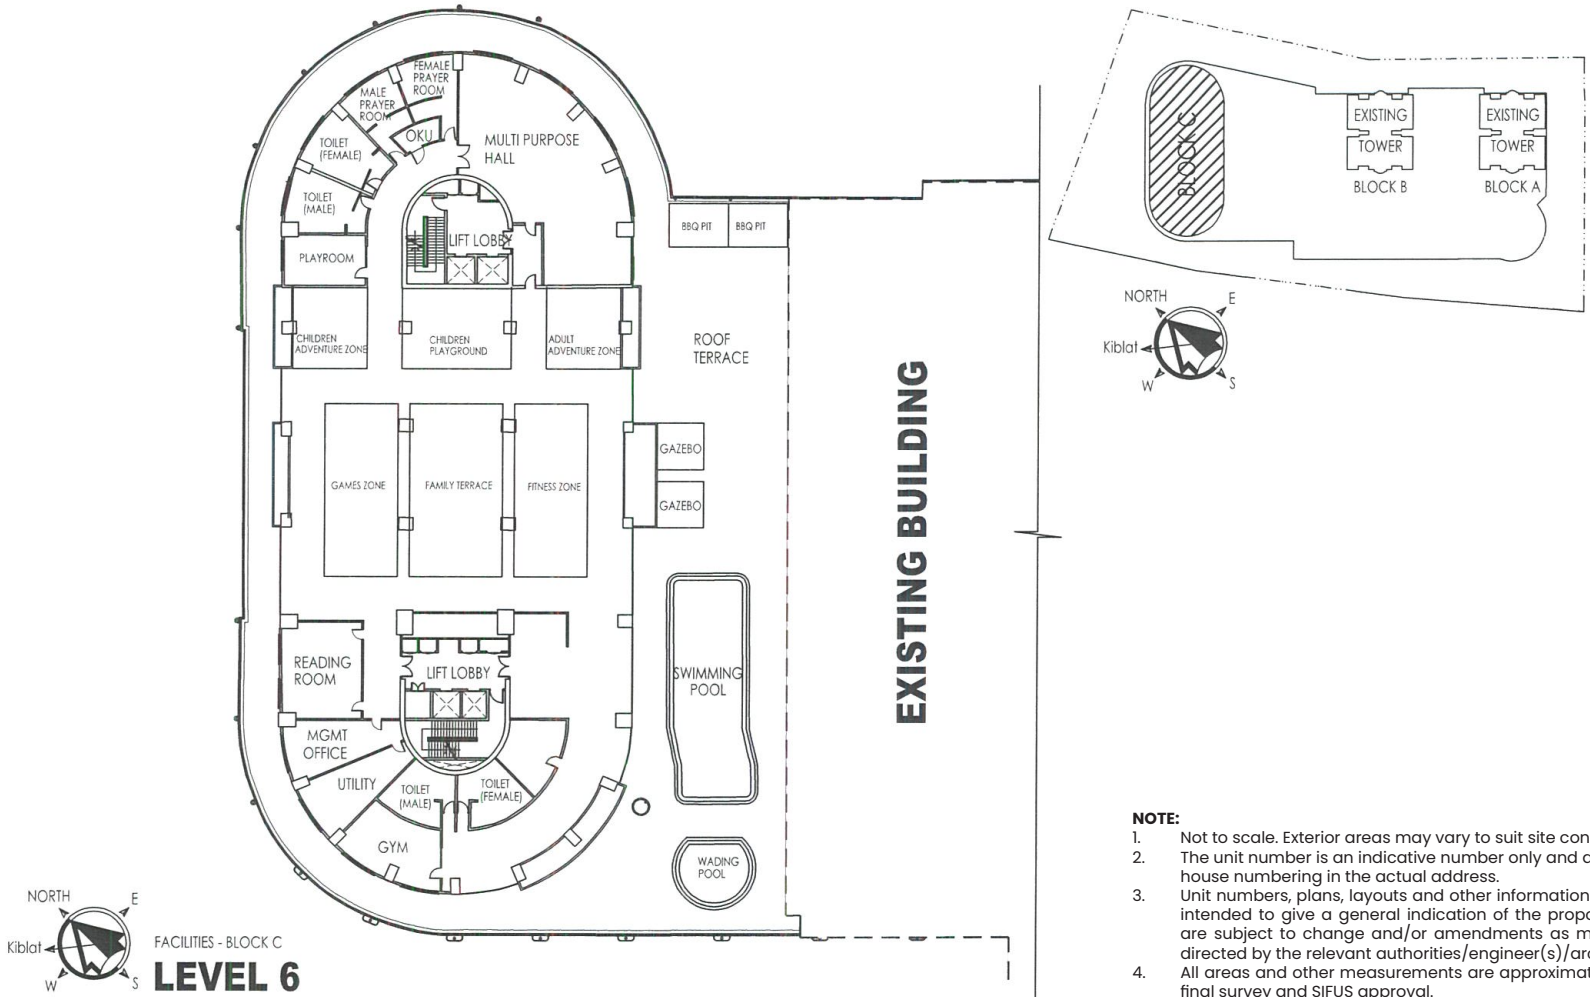 FEMALE
PRAYER
ROOM
MALE
PRAYER
ROOM
OKU
TOILET
(FEMALE)
MULTI PURPOSE
HALL
TOILET
(MALE)
LIFT LOBBY
PLAYROOM
BBQ PIT
BBQ PIT
CHILDREN
ADVENTURE ZONE
CHILDREN
PLAYGROUND
ADULT
ADVENTURE ZONE
ROOF
TERRACE
GAMES ZONE
FAMILY TERRACE
FITNESS ZONE
GAZEBO
GAZEBO
EXISTING BUILDING
READING
ROOM
LIFT LOBBY
SWIMMING
POOL
MGMT
OFFICE
UTILITY
TOILET
(MALE)
TOILET
(FEMALE)
GYM
WADING
POOL
NORTH
E
Kiblat
W
S
FACILITIES - BLOCK C
LEVEL 6
BLOCK C
EXISTING
TOWER
BLOCK B
EXISTING
TOWER
BLOCK A
NORTH
E
Kiblat
W
S
NOTE:
1. Not to scale. Exterior areas may vary to suit site con
2. The unit number is an indicative number only and
house numbering in the actual address.
3. Unit numbers, plans, layouts and other information
intended to give a general indication of the propo
are subject to change and/or amendments as m
directed by the relevant authorities/engineer(s)/arc
4. All areas and other measurements are approximat
final survey and SIFUS approval.